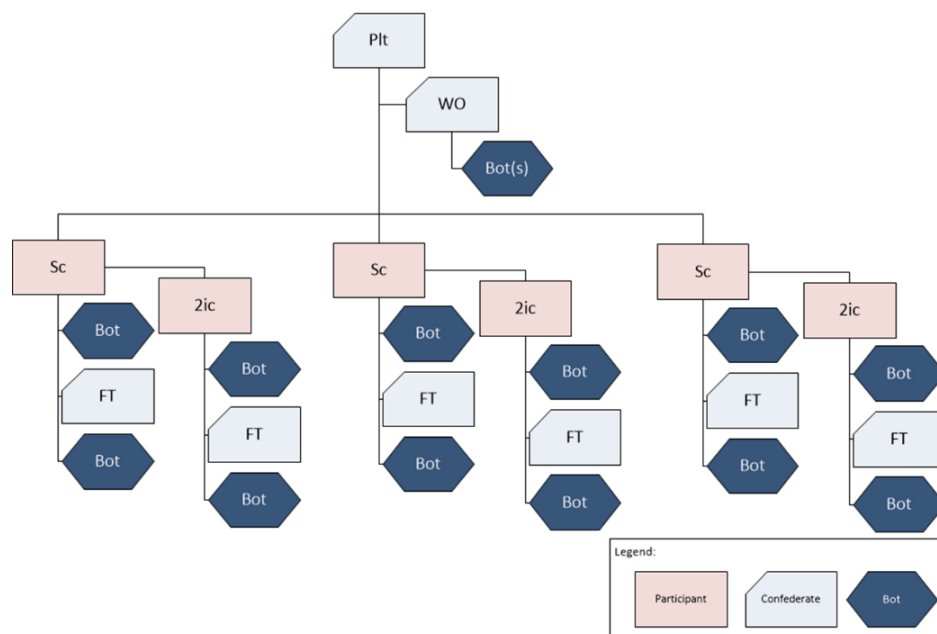 Plt
WO
Bot(s)
Sc
2ic
Bot
Bot
FT
FT
Bot
Bot
Sc
2ic
Bot
Bot
FT
FT
Bot
Bot
Sc
2ic
Bot
Bot
FT
FT
Bot
Bot
Legend:
Participant
Confederate
Bot